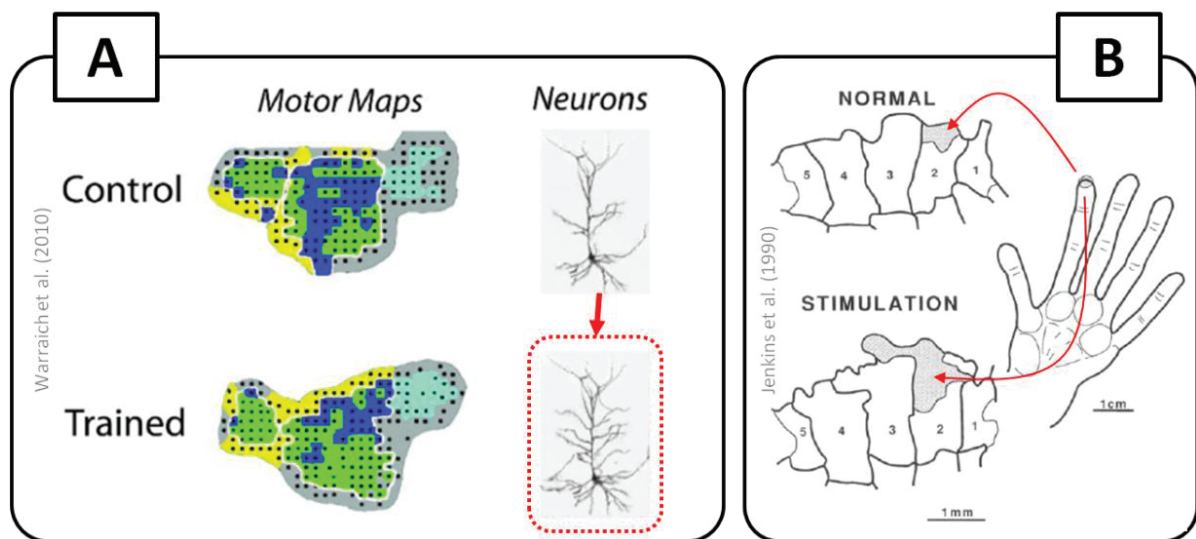 A
Motor Maps
Neurons
Control
Trained
Warraich et al. (2010)
B
NORMAL
5 4 3 2 1
STIMULATION
5 4 3 2 1
1cm
1mm
Jenkins et al. (1990)